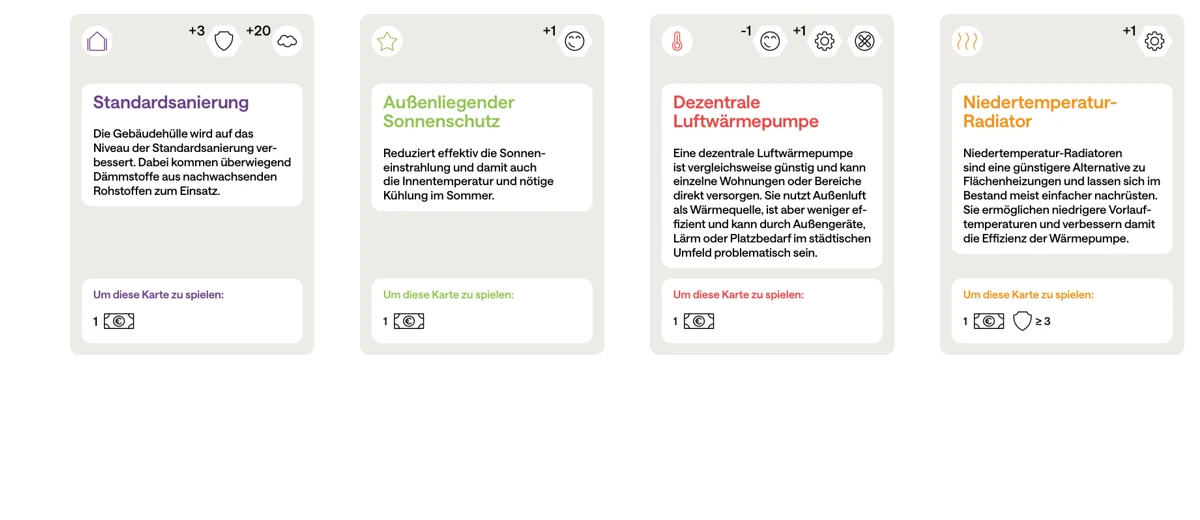 +3 +20
Standardsanierung
Die Gebäudehülle wird auf das
Niveau der Standardsanierung ver-
bessert. Dabei kommen überwiegend
Dämmstoffe aus nachwachsenden
Rohstoffen zum Einsatz.
Um diese Karte zu spielen:
1 €
+1
Außenliegender
Sonnenschutz
Reduziert effektiv die Sonnen-
einstrahlung und damit auch
die Innentemperatur und nötige
Kühlung im Sommer.
Um diese Karte zu spielen:
1 €
-1 +1
Dezentrale
Luftwärmepumpe
Eine dezentrale Luftwärmepumpe
ist vergleichsweise günstig und kann
einzelne Wohnungen oder Bereiche
direkt versorgen. Sie nutzt Außenluft
als Wärmequelle, ist aber weniger ef-
fizient und kann durch Außengeräte,
Lärm oder Platzbedarf im städtischen
Umfeld problematisch sein.
Um diese Karte zu spielen:
1 €
+1
Niedertemperatur-
Radiator
Niedertemperatur-Radiatoren
sind eine günstigere Alternative zu
Flächenheizungen und lassen sich im
Bestand meist einfacher nachrüsten.
Sie ermöglichen niedrigere Vorlauf-
temperaturen und verbessern damit
die Effizienz der Wärmepumpe.
Um diese Karte zu spielen:
1 € ≥ 3